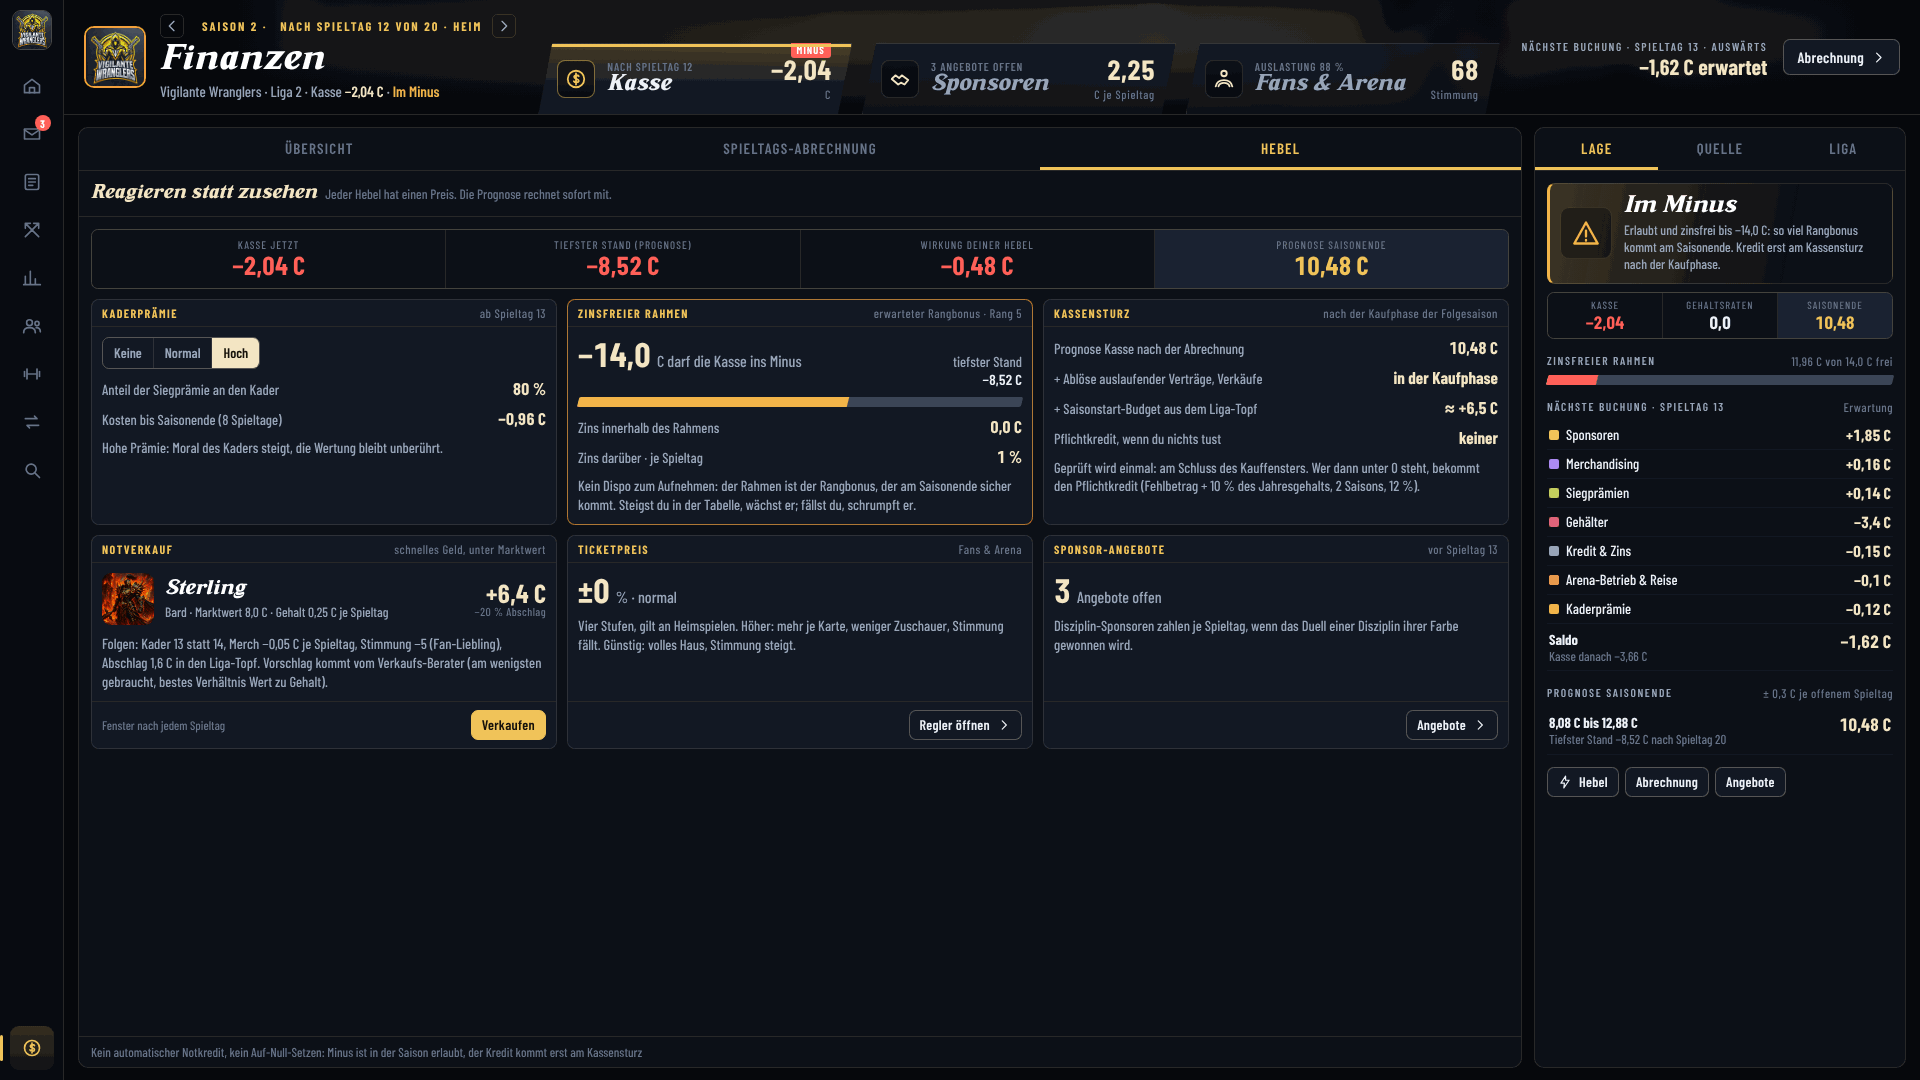 SAISON 2 · NACH SPIELTAG 12 VON 20 · HEIM
Finanzen
Vigilante Wranglers · Liga 2 · Kasse −2,04 C · Im Minus
VIGILANTE WRANGLERS
VIGILANTE WRANGLERS
3
MINUS
NACH SPIELTAG 12
Kasse
−2,04
C
3 ANGEBOTE OFFEN
Sponsoren
2,25
C je Spieltag
AUSLASTUNG 88 %
Fans & Arena
68
Stimmung
NÄCHSTE BUCHUNG · SPIELTAG 13 · AUSWÄRTS
−1,62 C erwartet
Abrechnung
ÜBERSICHT
SPIELTAGS-ABRECHNUNG
HEBEL
Reagieren statt zusehen Jeder Hebel hat einen Preis. Die Prognose rechnet sofort mit.
KASSE JETZT
−2,04 C
TIEFSTER STAND (PROGNOSE)
−8,52 C
WIRKUNG DEINER HEBEL
−0,48 C
PROGNOSE SAISONENDE
10,48 C
KADERPRÄMIE
ab Spieltag 13
Keine Normal Hoch
Anteil der Siegprämie an den Kader 80 %
Kosten bis Saisonende (8 Spieltage) −0,96 C
Hohe Prämie: Moral des Kaders steigt, die Wertung bleibt unberührt.
ZINSFREIER RAHMEN
erwarteter Rangbonus · Rang 5
−14,0 C darf die Kasse ins Minus
tiefster Stand
−8,52 C
Zins innerhalb des Rahmens 0,0 C
Zins darüber · je Spieltag 1 %
Kein Dispo zum Aufnehmen: der Rahmen ist der Rangbonus, der am Saisonende sicher
kommt. Steigst du in der Tabelle, wächst er; fällst du, schrumpft er.
KASSENSTURZ
nach der Kaufphase der Folgesaison
Prognose Kasse nach der Abrechnung 10,48 C
+ Ablöse auslaufender Verträge, Verkäufe in der Kaufphase
+ Saisonstart-Budget aus dem Liga-Topf ≈ +6,5 C
Pflichtkredit, wenn du nichts tust keiner
Geprüft wird einmal: am Schluss des Kauffensters. Wer dann unter 0 steht, bekommt
den Pflichtkredit (Fehlbetrag + 10 % des Jahresgehalts, 2 Saisons, 12 %).
NOTVERKAUF
schnelles Geld, unter Marktwert
Sterling
Bard · Marktwert 8,0 C · Gehalt 0,25 C je Spieltag
+6,4 C
−20 % Abschlag
Folgen: Kader 13 statt 14, Merch −0,05 C je Spieltag, Stimmung −5 (Fan-Liebling),
Abschlag 1,6 C in den Liga-Topf. Vorschlag kommt vom Verkaufs-Berater (am wenigsten
gebraucht, bestes Verhältnis Wert zu Gehalt).
Fenster nach jedem Spieltag
Verkaufen
TICKETPREIS
Fans & Arena
±0 % · normal
Vier Stufen, gilt an Heimspielen. Höher: mehr je Karte, weniger Zuschauer, Stimmung
fällt. Günstig: volles Haus, Stimmung steigt.
Regler öffnen
SPONSOR-ANGEBOTE
vor Spieltag 13
3 Angebote offen
Disziplin-Sponsoren zahlen je Spieltag, wenn das Duell einer Disziplin ihrer Farbe
gewonnen wird.
Angebote
Kein automatischer Notkredit, kein Auf-Null-Setzen: Minus ist in der Saison erlaubt, der Kredit kommt erst am Kassensturz
LAGE
QUELLE
LIGA
Im Minus
Erlaubt und zinsfrei bis −14,0 C: so viel Rangbonus
kommt am Saisonende. Kredit erst am Kassensturz
nach der Kaufphase.
KASSE
−2,04
GEHALTSRATEN
0,0
SAISONENDE
10,48
ZINSFREIER RAHMEN 11,96 C von 14,0 C frei
NÄCHSTE BUCHUNG · SPIELTAG 13 Erwartung
Sponsoren +1,85 C
Merchandising +0,16 C
Siegprämien +0,14 C
Gehälter −3,4 C
Kredit & Zins −0,15 C
Arena-Betrieb & Reise −0,1 C
Kaderprämie −0,12 C
Saldo −1,62 C
Kasse danach −3,66 C
PROGNOSE SAISONENDE ± 0,3 C je offenem Spieltag
8,08 C bis 12,88 C 10,48 C
Tiefster Stand −8,52 C nach Spieltag 20
Hebel
Abrechnung
Angebote